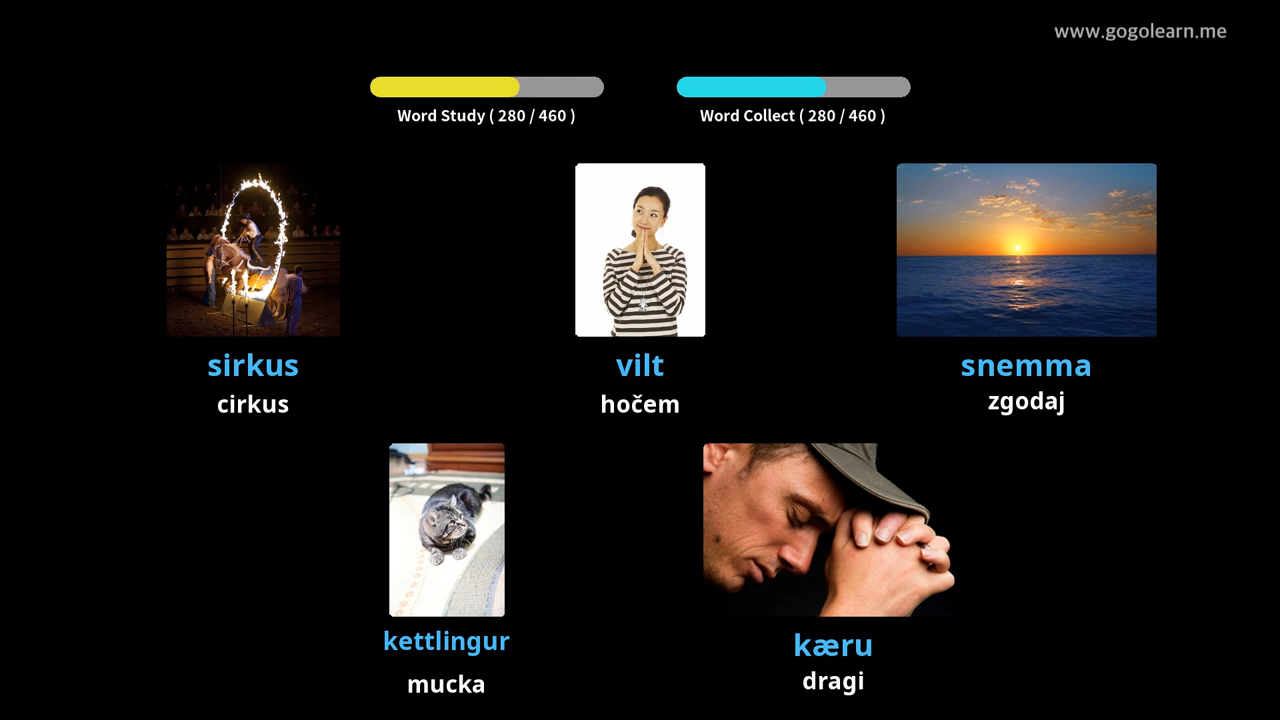 www.gogolearn.me
Word Study ( 280 / 460 )
Word Collect ( 280 / 460 )
sirkus
cirkus
vilt
hočem
snemma
zgodaj
kettlingur
mucka
kæru
dragi